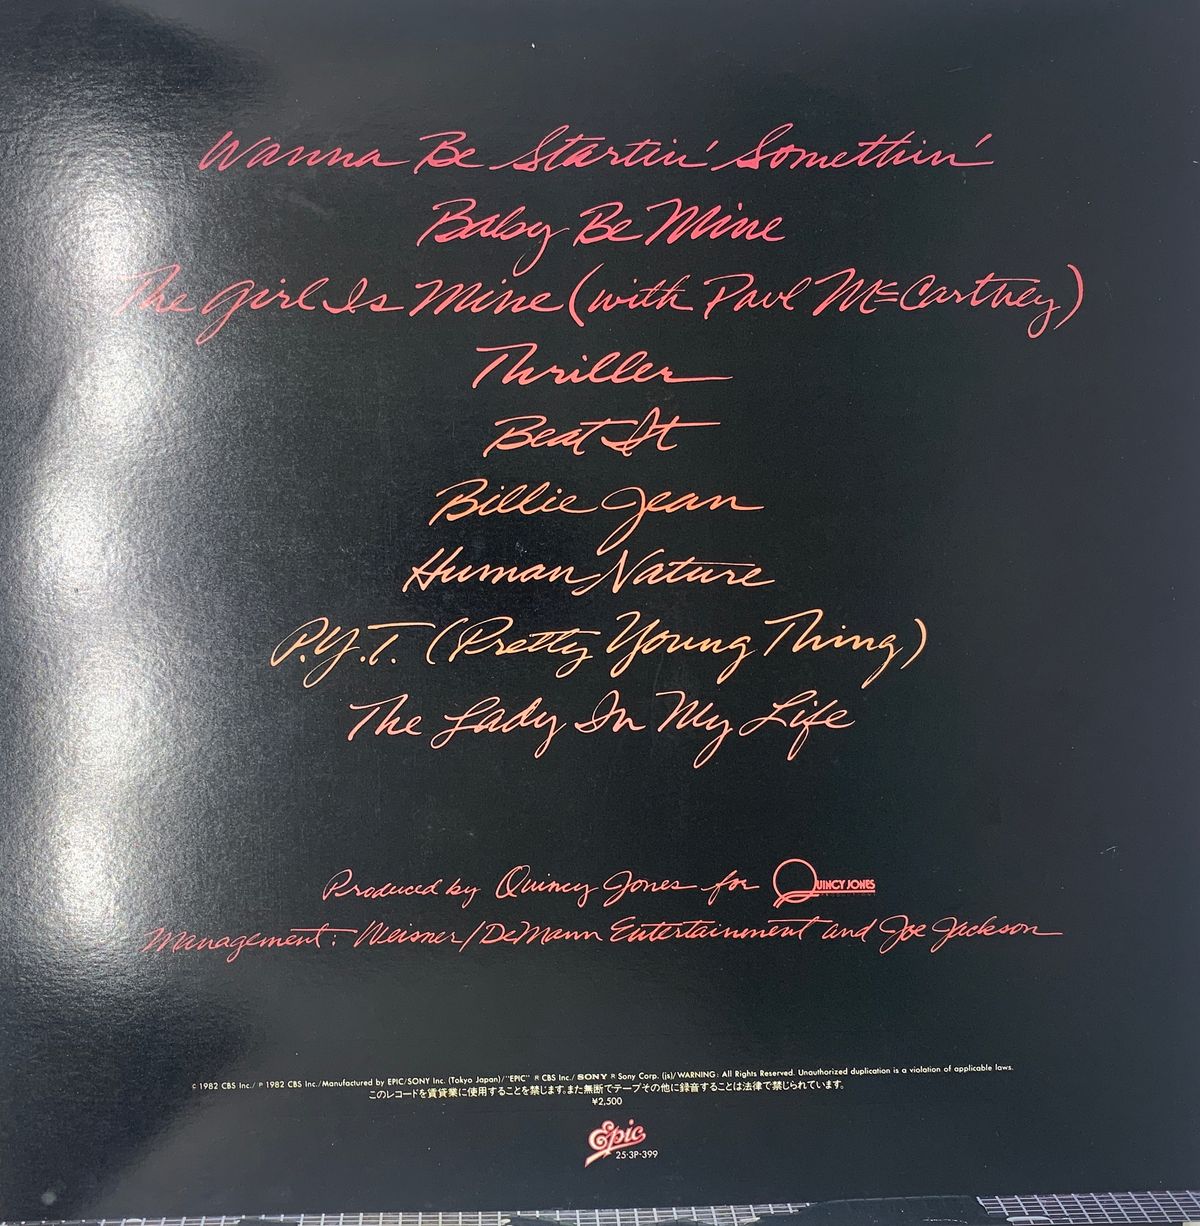 Wanna Be Startin' Somethin'
Baby Be Mine
The Girl Is Mine (with Paul McCartney)
Thriller
Beat It
Billie Jean
Human Nature
P.Y.T. (Pretty Young Thing)
The Lady In My Life
Produced by Quincy Jones for QUINCY JONES
Management: Weisner/DeMann Entertainment and Joe Jackson
© 1982 CBS Inc./ ℗ 1982 CBS Inc./Manufactured by EPIC/SONY Inc. (Tokyo Japan)/"EPIC" ® CBS Inc./ SONY ® Sony Corp. (js)/WARNING: All Rights Reserved. Unauthorized duplication is a violation of applicable laws.
このレコードを賃貸業に使用することを禁じます。また無断でテープその他に録音することは法律で禁じられています。
¥2,500
Epic
25·3P-399